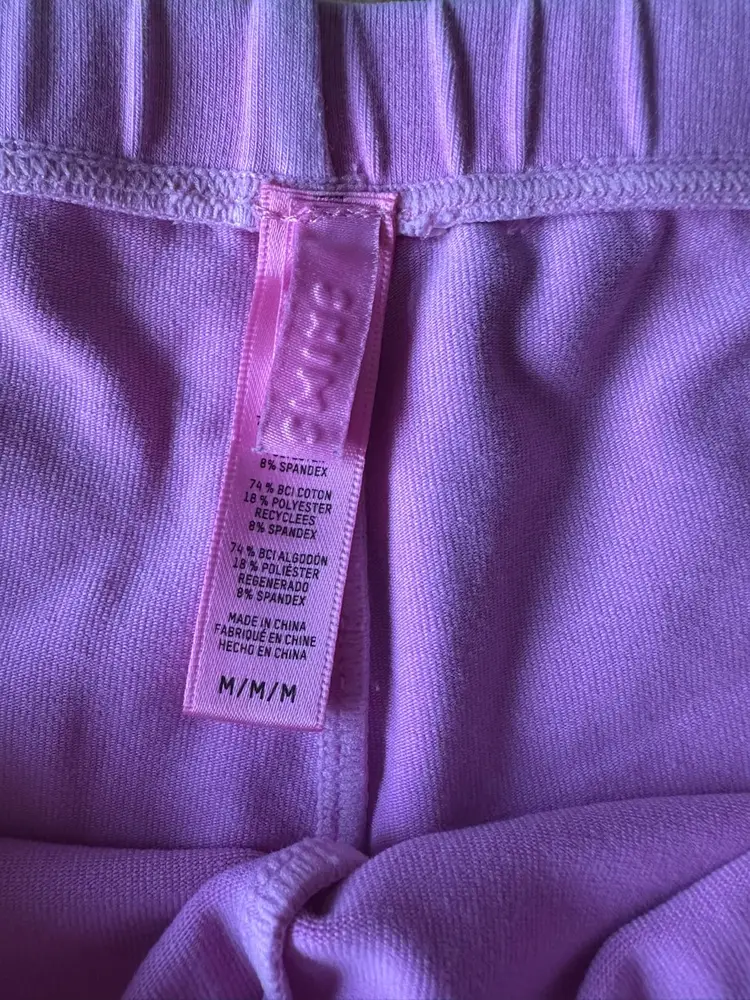 8% SPANDEX
74 % BCI COTON
18 % POLYESTER
RECYCLÉES
8% SPANDEX
74 % BCI ALGODÓN
18 % POLIÉSTER
REGENERADO
8% SPANDEX
MADE IN CHINA
FABRIQUÉ EN CHINE
HECHO EN CHINA
M/M/M